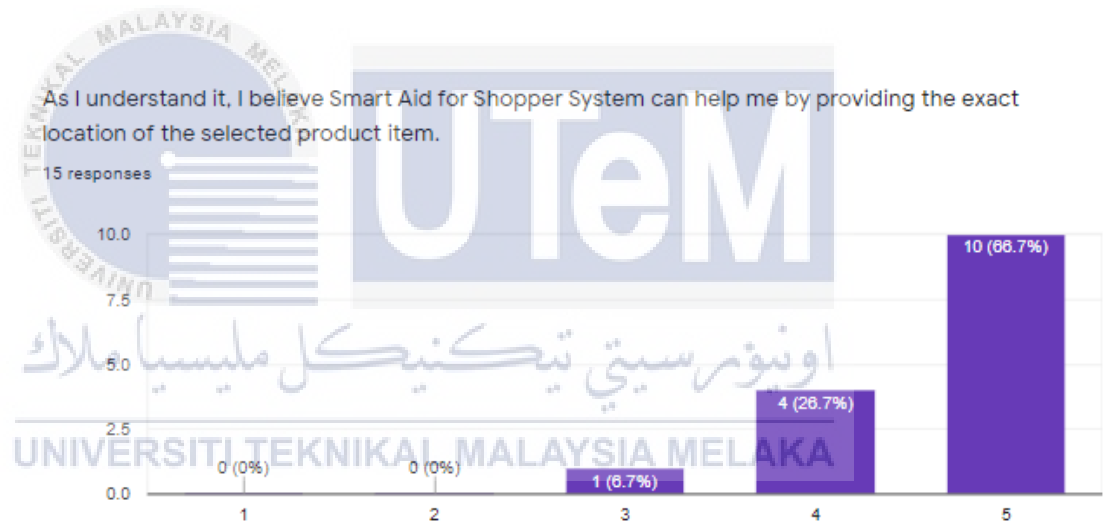 UNIVERSITI TEKNIKAL MALAYSIA MELAKA
UTeM
As I understand it, I believe Smart Aid for Shopper System can help me by providing the exact
location of the selected product item.
15 responses
10.0
7.5
5.0
2.5
0.0
0 (0%)
0 (0%)
1 (6.7%)
4 (26.7%)
10 (66.7%)
1 2 3 4 5
اونيۏرسيتي تيكنيكل مليسيا ملاك
UNIVERSITI TEKNIKAL MALAYSIA MELAKA